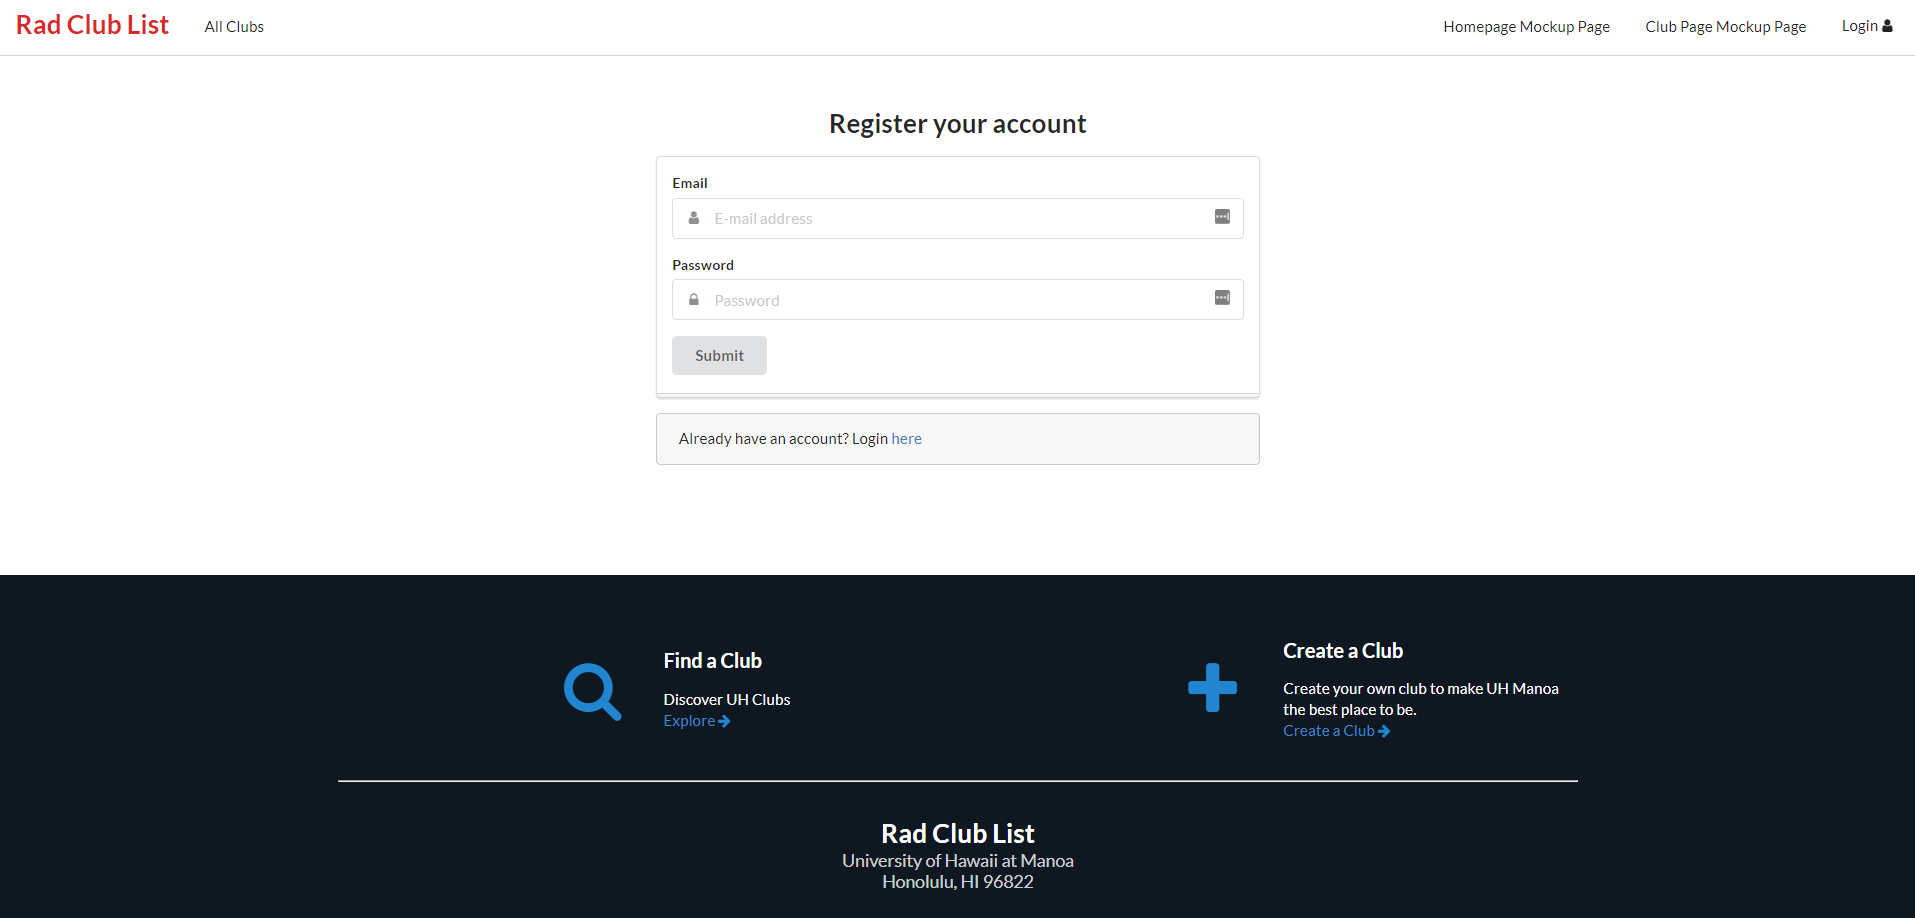 Rad Club List
All Clubs
Homepage Mockup Page
Club Page Mockup Page
Login
Register your account
Email
E-mail address
Password
Password
Submit
Already have an account? Login here
Find a Club
Discover UH Clubs
Explore
Create a Club
Create your own club to make UH Manoa
the best place to be.
Create a Club
Rad Club List
University of Hawaii at Manoa
Honolulu, HI 96822